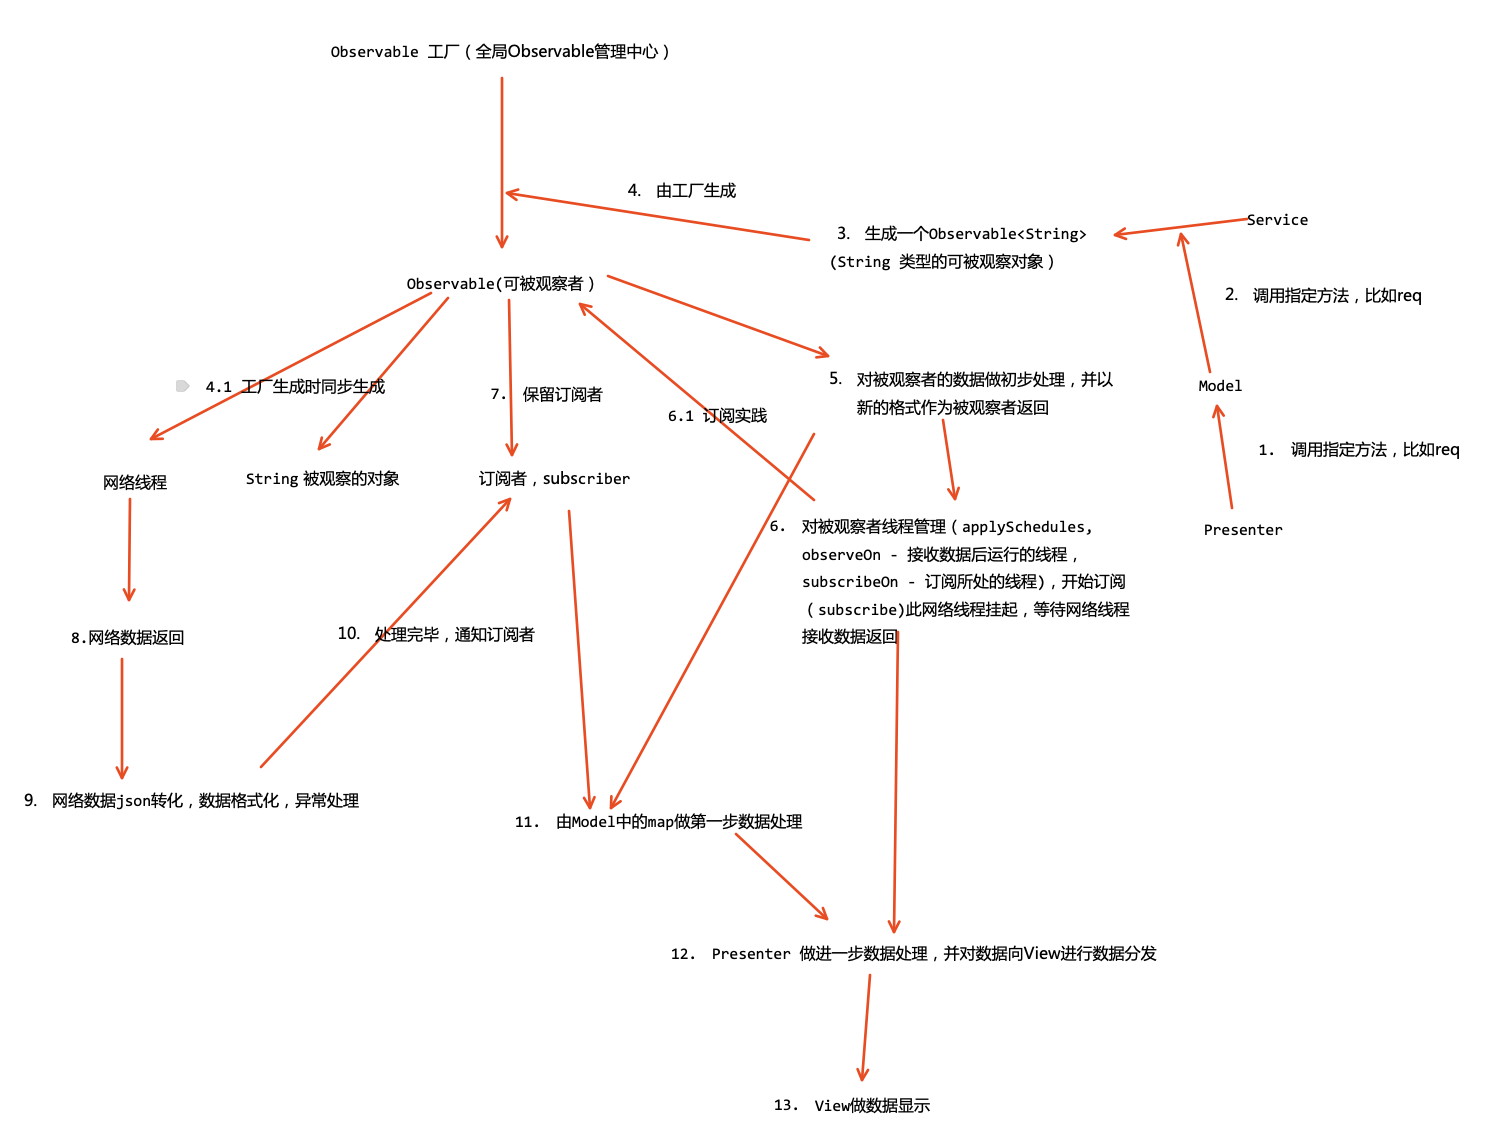 Observable 工厂（全局Observable管理中心）
4. 由工厂生成
Service
3. 生成一个Observable<String>
(String 类型的可被观察对象）
Observable(可被观察者）
2. 调用指定方法，比如req
4.1 工厂生成时同步生成
7. 保留订阅者
6.1 订阅实践
5. 对被观察者的数据做初步处理，并以
新的格式作为被观察者返回
Model
1. 调用指定方法，比如req
网络线程
String 被观察的对象
订阅者，subscriber
6. 对被观察者线程管理（applySchedules,
observeOn - 接收数据后运行的线程，
subscribeOn - 订阅所处的线程)，开始订阅
（subscribe)此网络线程挂起，等待网络线程
接收数据返回
Presenter
8.网络数据返回
10. 处理完毕，通知订阅者
9. 网络数据json转化，数据格式化，异常处理
11. 由Model中的map做第一步数据处理
12. Presenter 做进一步数据处理，并对数据向View进行数据分发
13. View做数据显示